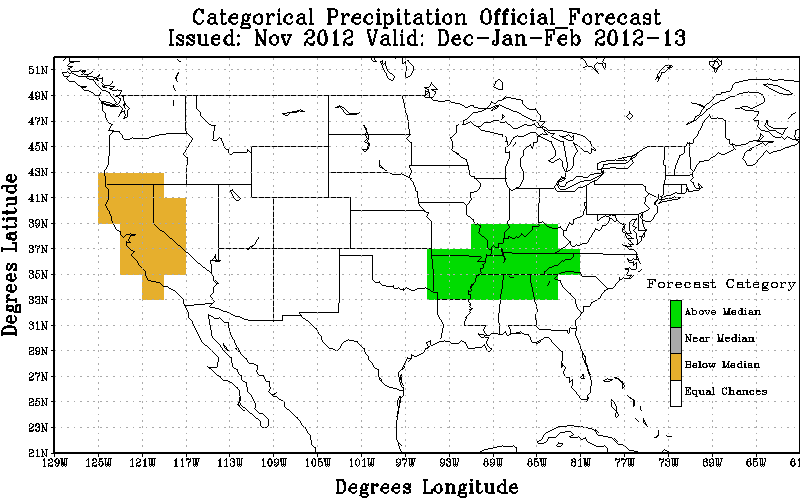 Categorical Precipitation Official_Forecast
Issued: Nov 2012 Valid: Dec-Jan-Feb 2012-13
Degrees Latitude
51N
49N
47N
45N
43N
41N
39N
37N
35N
33N
31N
29N
27N
25N
23N
21N
Forecast Category
Above Median
Near Median
Below Median
Equal Chances
129W 125W 121W 117W 113W 109W 105W 101W 97W 93W 89W 85W 81W 77W 73W 69W 65W 61
Degrees Longitude